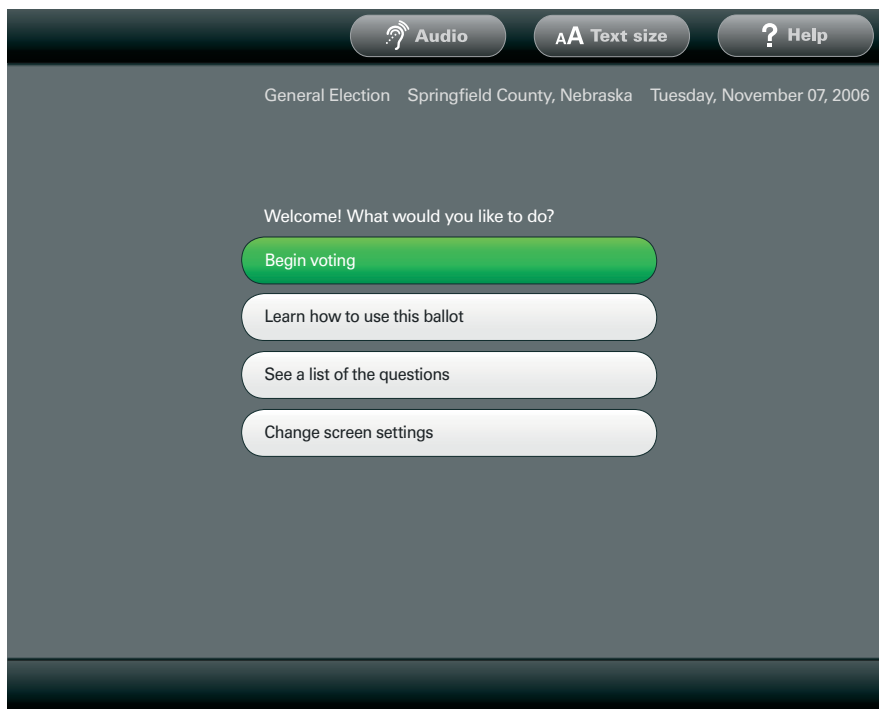 Audio AA Text size ? Help
General Election Springfield County, Nebraska Tuesday, November 07, 2006
Welcome! What would you like to do?
Begin voting
Learn how to use this ballot
See a list of the questions
Change screen settings